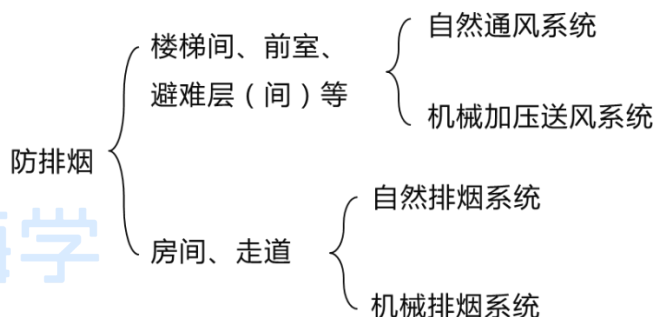 自然通风系统
楼梯间、前室、
避难层（间）等
机械加压送风系统
防排烟
自然排烟系统
房间、走道
机械排烟系统